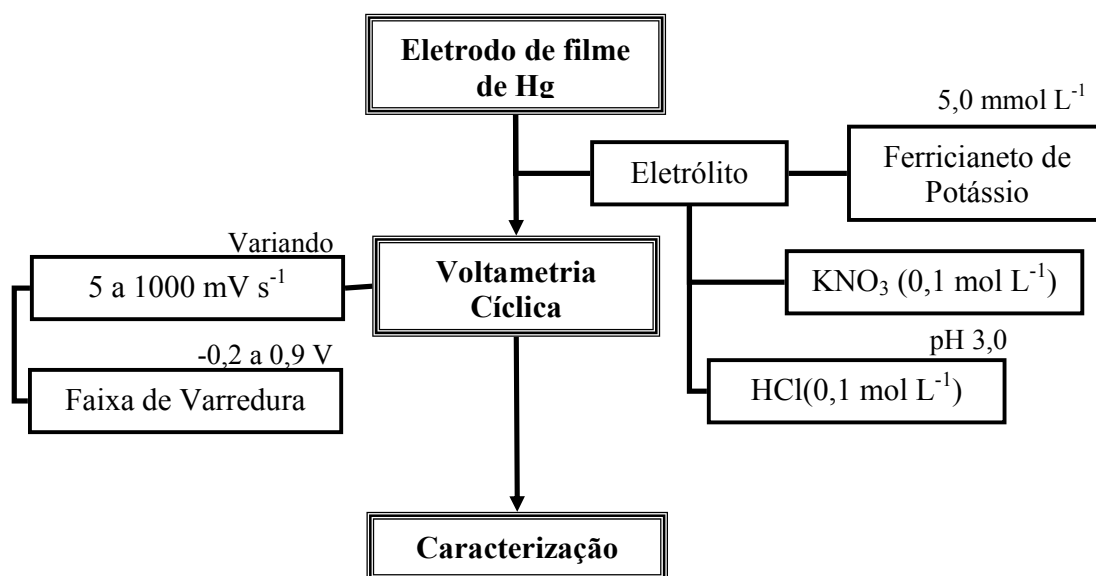 Eletrodo de filme
de Hg
5,0 mmol L⁻¹
Eletrólito
Ferricianeto de
Potássio
Variando
5 a 1000 mV s⁻¹
Voltametria
Cíclica
KNO₃ (0,1 mol L⁻¹)
-0,2 a 0,9 V
Faixa de Varredura
pH 3,0
HCl(0,1 mol L⁻¹)
Caracterização